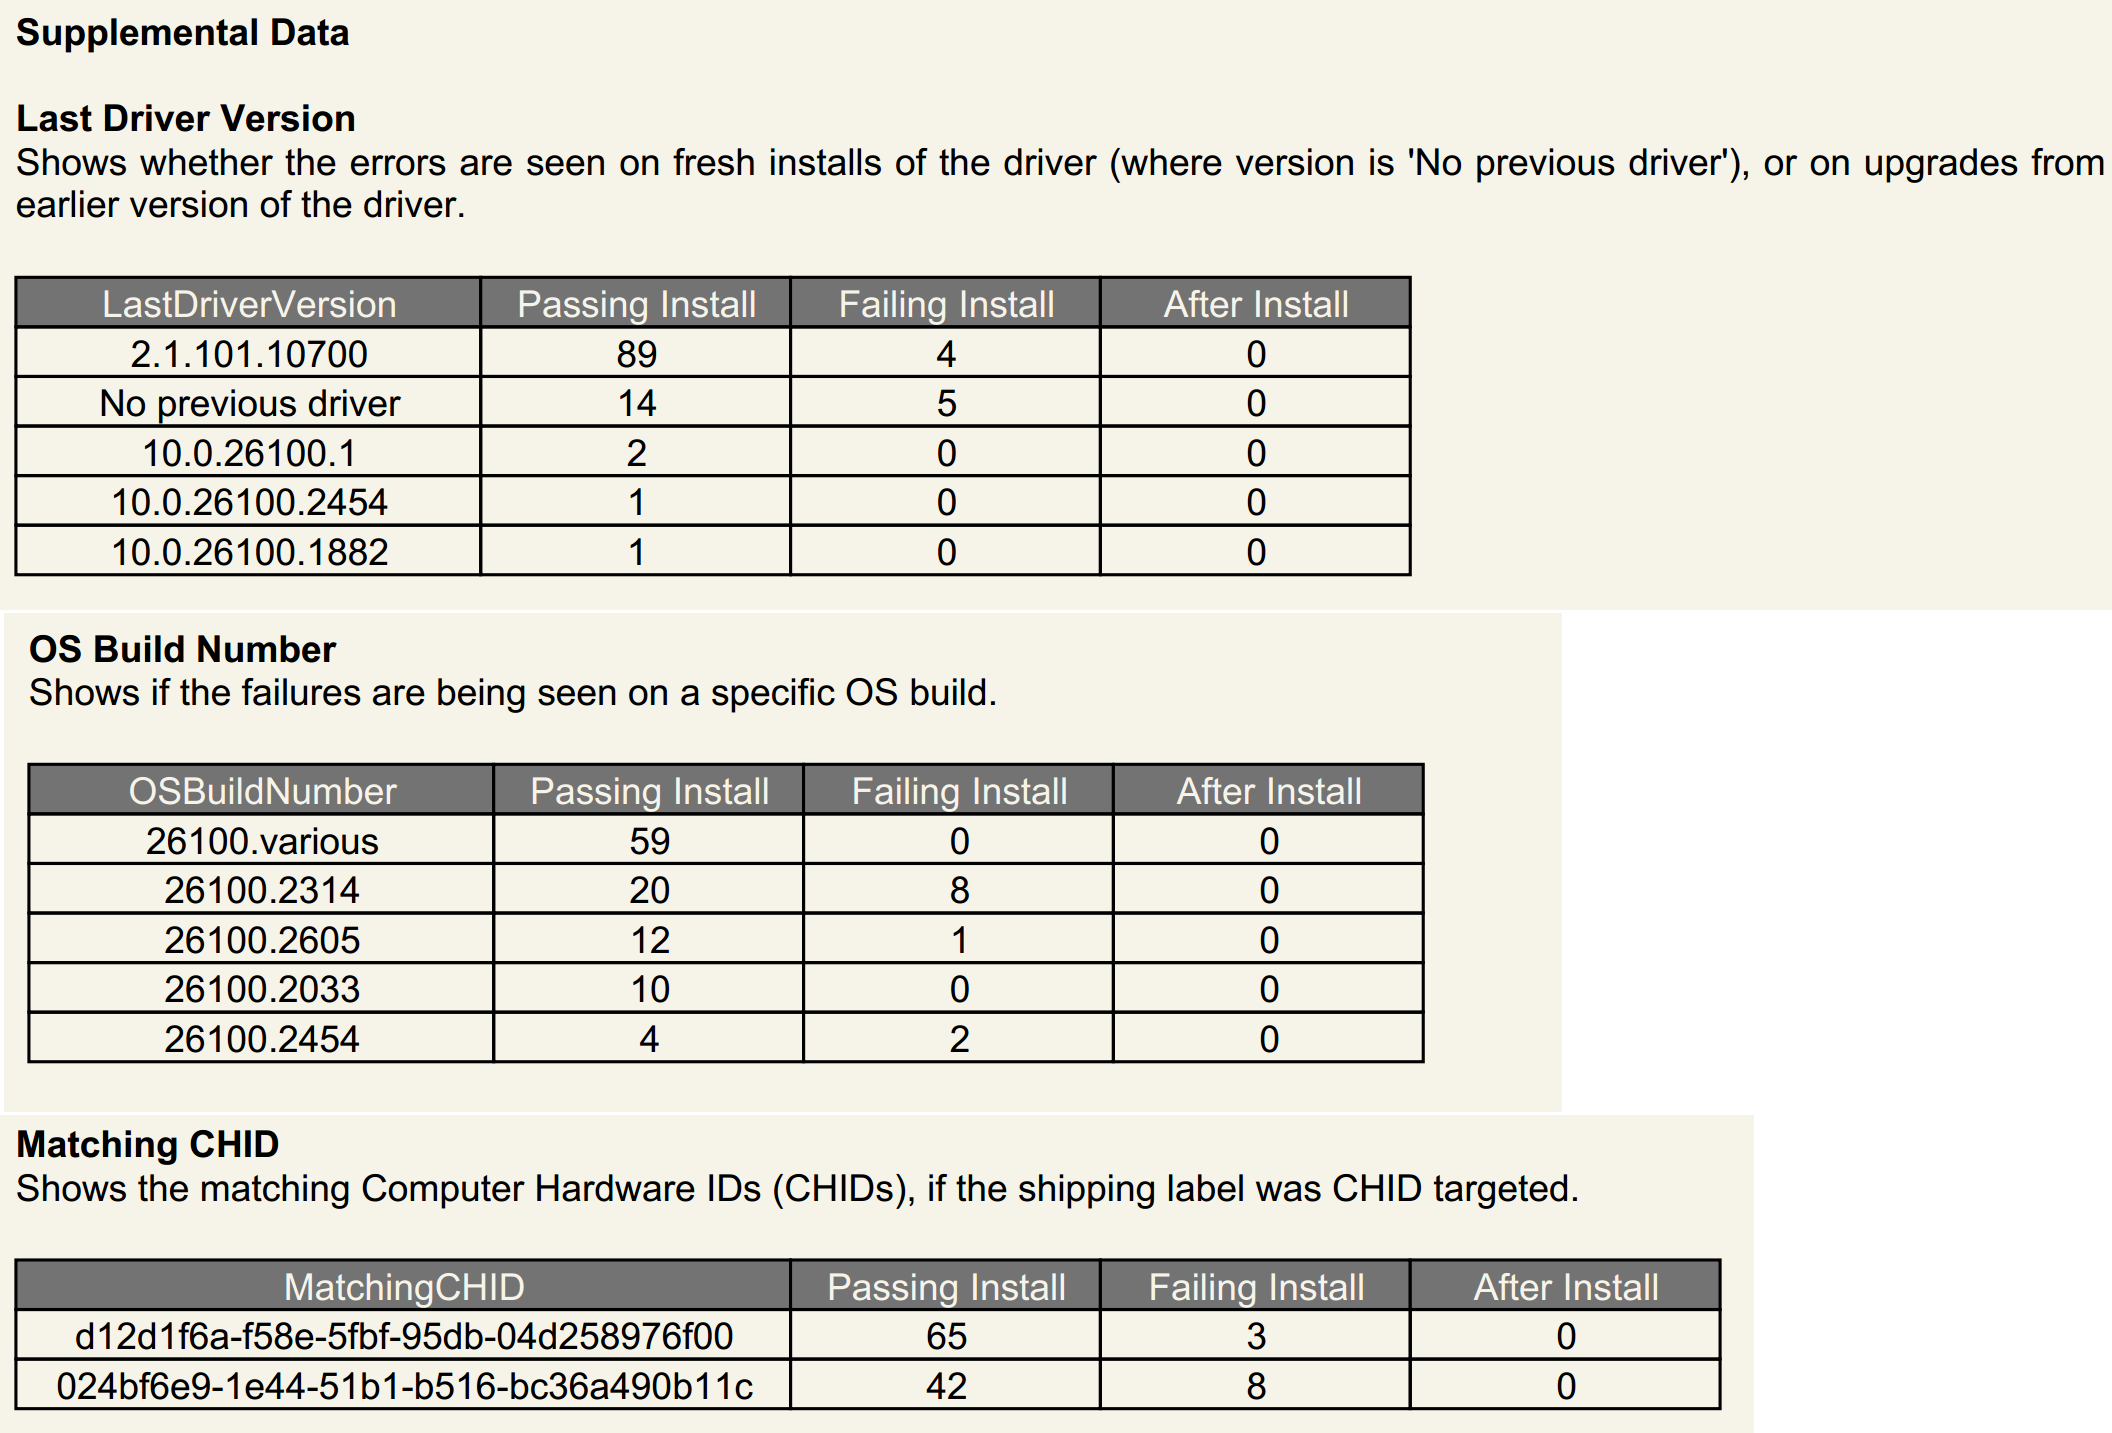 Supplemental Data
Last Driver Version
Shows whether the errors are seen on fresh installs of the driver (where version is 'No previous driver'), or on upgrades from
earlier version of the driver.
LastDriverVersion Passing Install Failing Install After Install
2.1.101.10700 89 4 0
No previous driver 14 5 0
10.0.26100.1 2 0 0
10.0.26100.2454 1 0 0
10.0.26100.1882 1 0 0
OS Build Number
Shows if the failures are being seen on a specific OS build.
OSBuildNumber Passing Install Failing Install After Install
26100.various 59 0 0
26100.2314 20 8 0
26100.2605 12 1 0
26100.2033 10 0 0
26100.2454 4 2 0
Matching CHID
Shows the matching Computer Hardware IDs (CHIDs), if the shipping label was CHID targeted.
MatchingCHID Passing Install Failing Install After Install
d12d1f6a-f58e-5fbf-95db-04d258976f00 65 3 0
024bf6e9-1e44-51b1-b516-bc36a490b11c 42 8 0